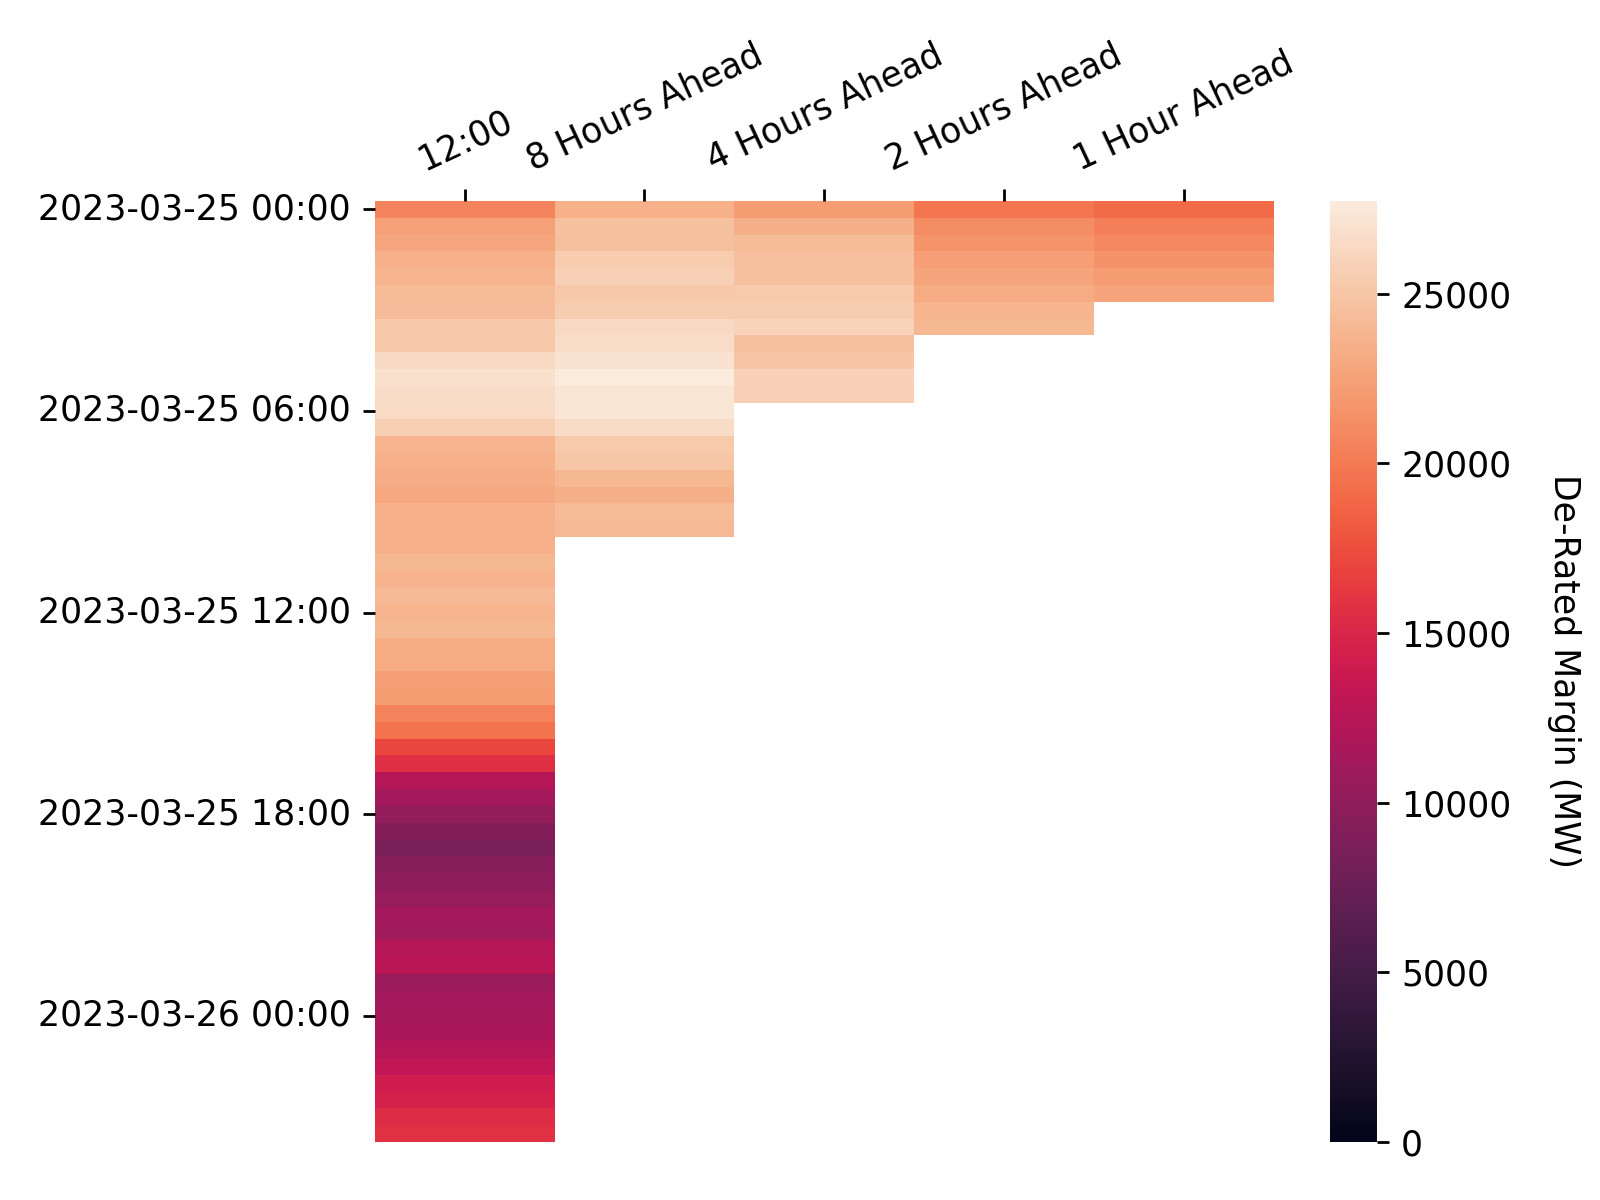 12:00
8 Hours Ahead
4 Hours Ahead
2 Hours Ahead
1 Hour Ahead
2023-03-25 00:00
2023-03-25 06:00
2023-03-25 12:00
2023-03-25 18:00
2023-03-26 00:00
25000
20000
15000
10000
5000
0
De-Rated Margin (MW)